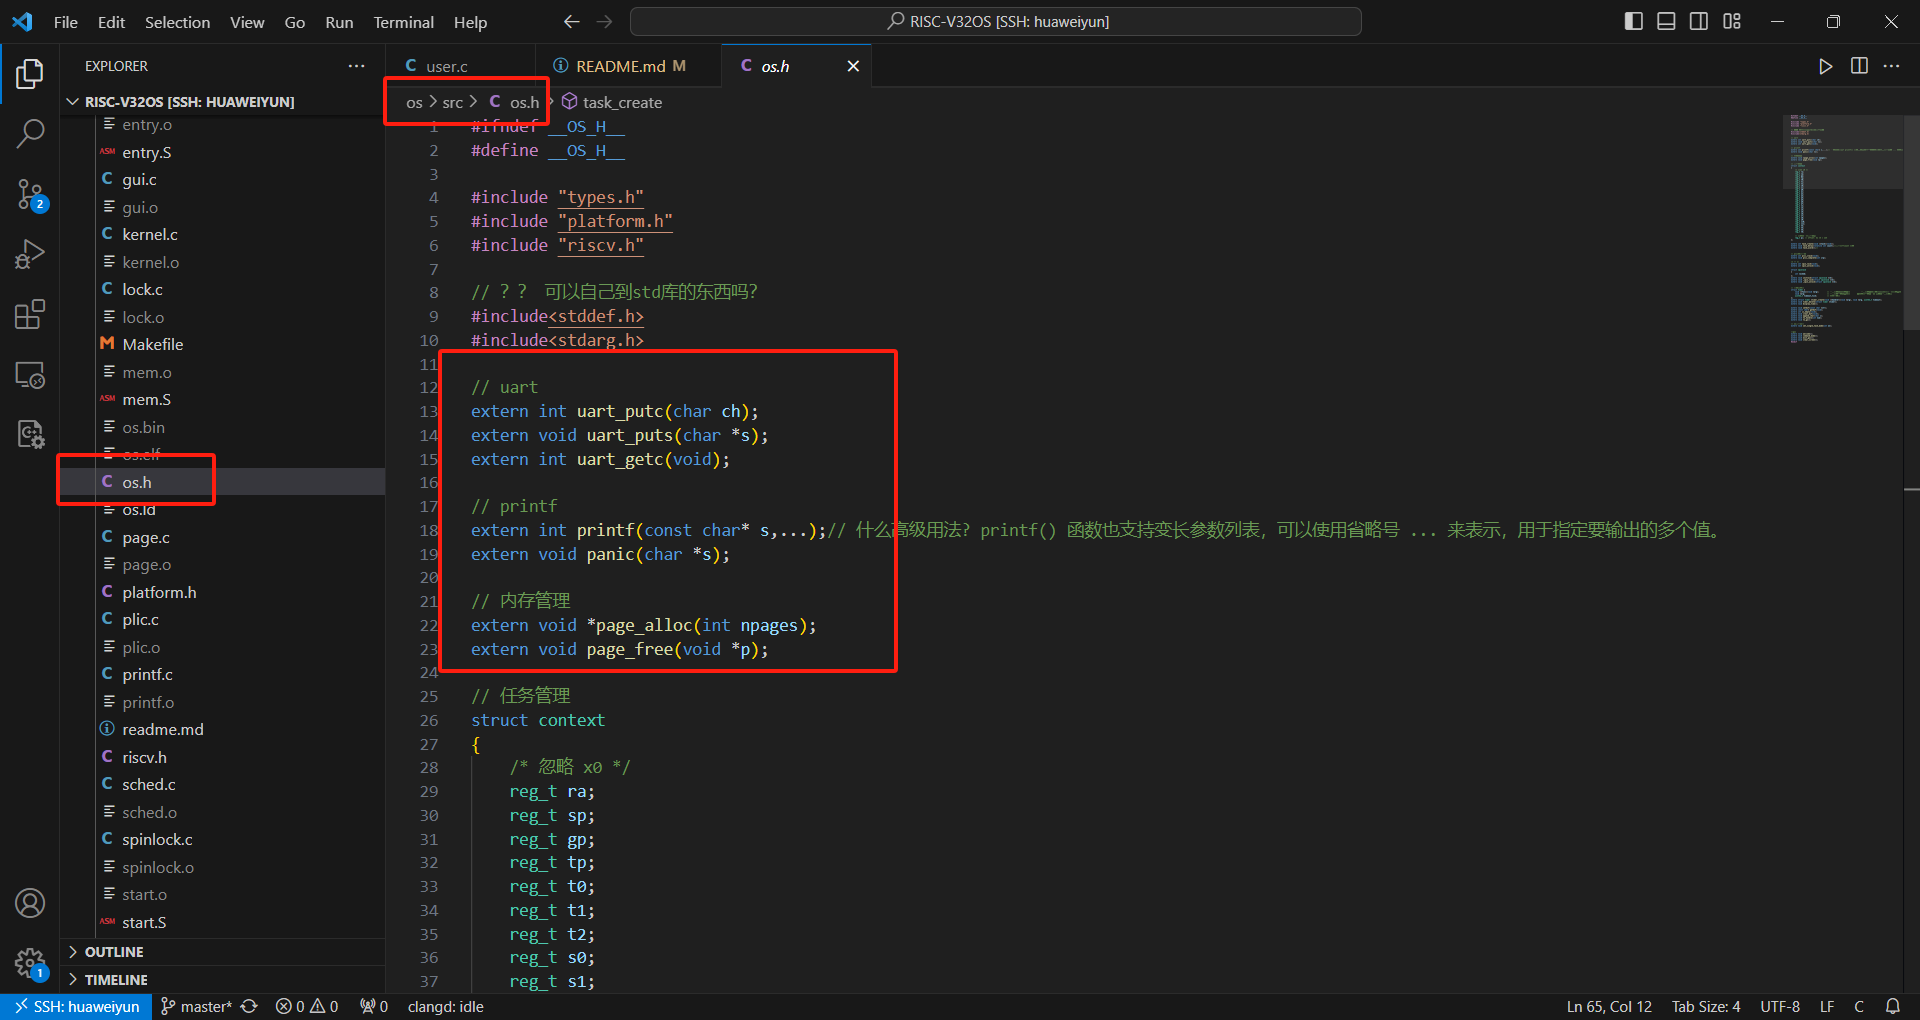 File Edit Selection View Go Run Terminal Help
RISC-V32OS [SSH: huaweiyun]
EXPLORER
RISC-V32OS [SSH: HUAWEIYUN]
entry.o
ASM entry.S
C gui.c
gui.o
C kernel.c
kernel.o
C lock.c
lock.o
M Makefile
mem.o
ASM mem.S
os.bin
os.elf
C os.h
os.ld
C page.c
page.o
C platform.h
C plic.c
plic.o
C printf.c
printf.o
readme.md
C riscv.h
C sched.c
sched.o
C spinlock.c
spinlock.o
start.o
ASM start.S
OUTLINE
TIMELINE
2
1
C user.c
README.md M
C os.h
os > src > C os.h > task_create
1 #ifndef __OS_H__
2 #define __OS_H__
3
4 #include "types.h"
5 #include "platform.h"
6 #include "riscv.h"
7
8 // ？？ 可以自己到std库的东西吗？
9 #include<stddef.h>
10 #include<stdarg.h>
11
12 // uart
13 extern int uart_putc(char ch);
14 extern void uart_puts(char *s);
15 extern int uart_getc(void);
16
17 // printf
18 extern int printf(const char* s,...);// 什么高级用法？printf() 函数也支持变长参数列表，可以使用省略号 ... 来表示，用于指定要输出的多个值。
19 extern void panic(char *s);
20
21 // 内存管理
22 extern void *page_alloc(int npages);
23 extern void page_free(void *p);
24
25 // 任务管理
26 struct context
27 {
28 /* 忽略 x0 */
29 reg_t ra;
30 reg_t sp;
31 reg_t gp;
32 reg_t tp;
33 reg_t t0;
34 reg_t t1;
35 reg_t t2;
36 reg_t s0;
37 reg_t s1;
SSH: huaweiyun master* 0 0 0 clangd: idle
Ln 65, Col 12 Tab Size: 4 UTF-8 LF C